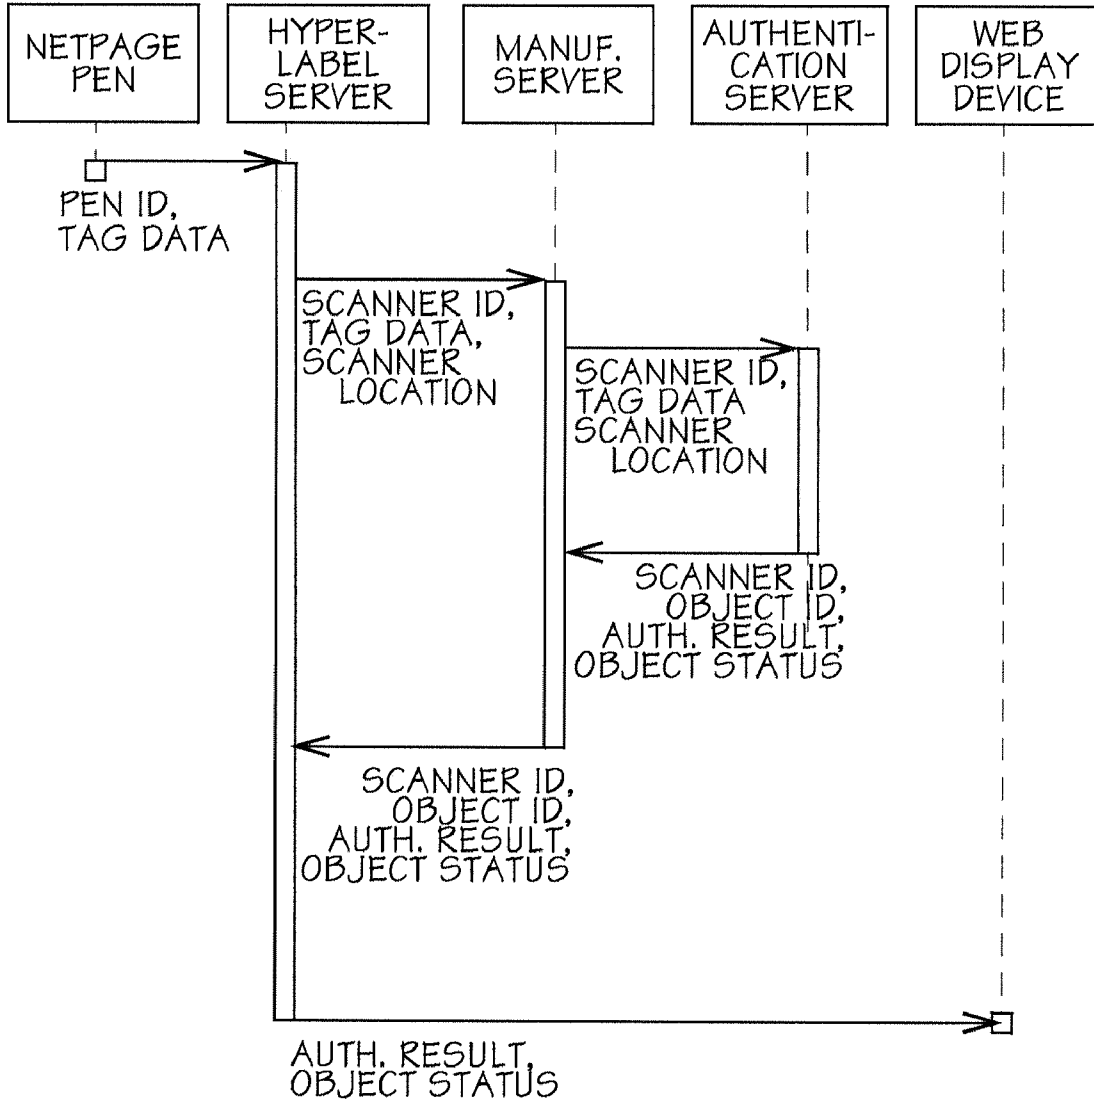 NETPAGE
PEN
HYPER-
LABEL
SERVER
MANUF.
SERVER
AUTHENTI-
CATION
SERVER
WEB
DISPLAY
DEVICE
PEN ID,
TAG DATA
SCANNER ID,
TAG DATA,
SCANNER
LOCATION
SCANNER ID,
TAG DATA
SCANNER
LOCATION
SCANNER ID,
OBJECT ID,
AUTH. RESULT,
OBJECT STATUS
SCANNER ID,
OBJECT ID,
AUTH. RESULT,
OBJECT STATUS
AUTH. RESULT,
OBJECT STATUS